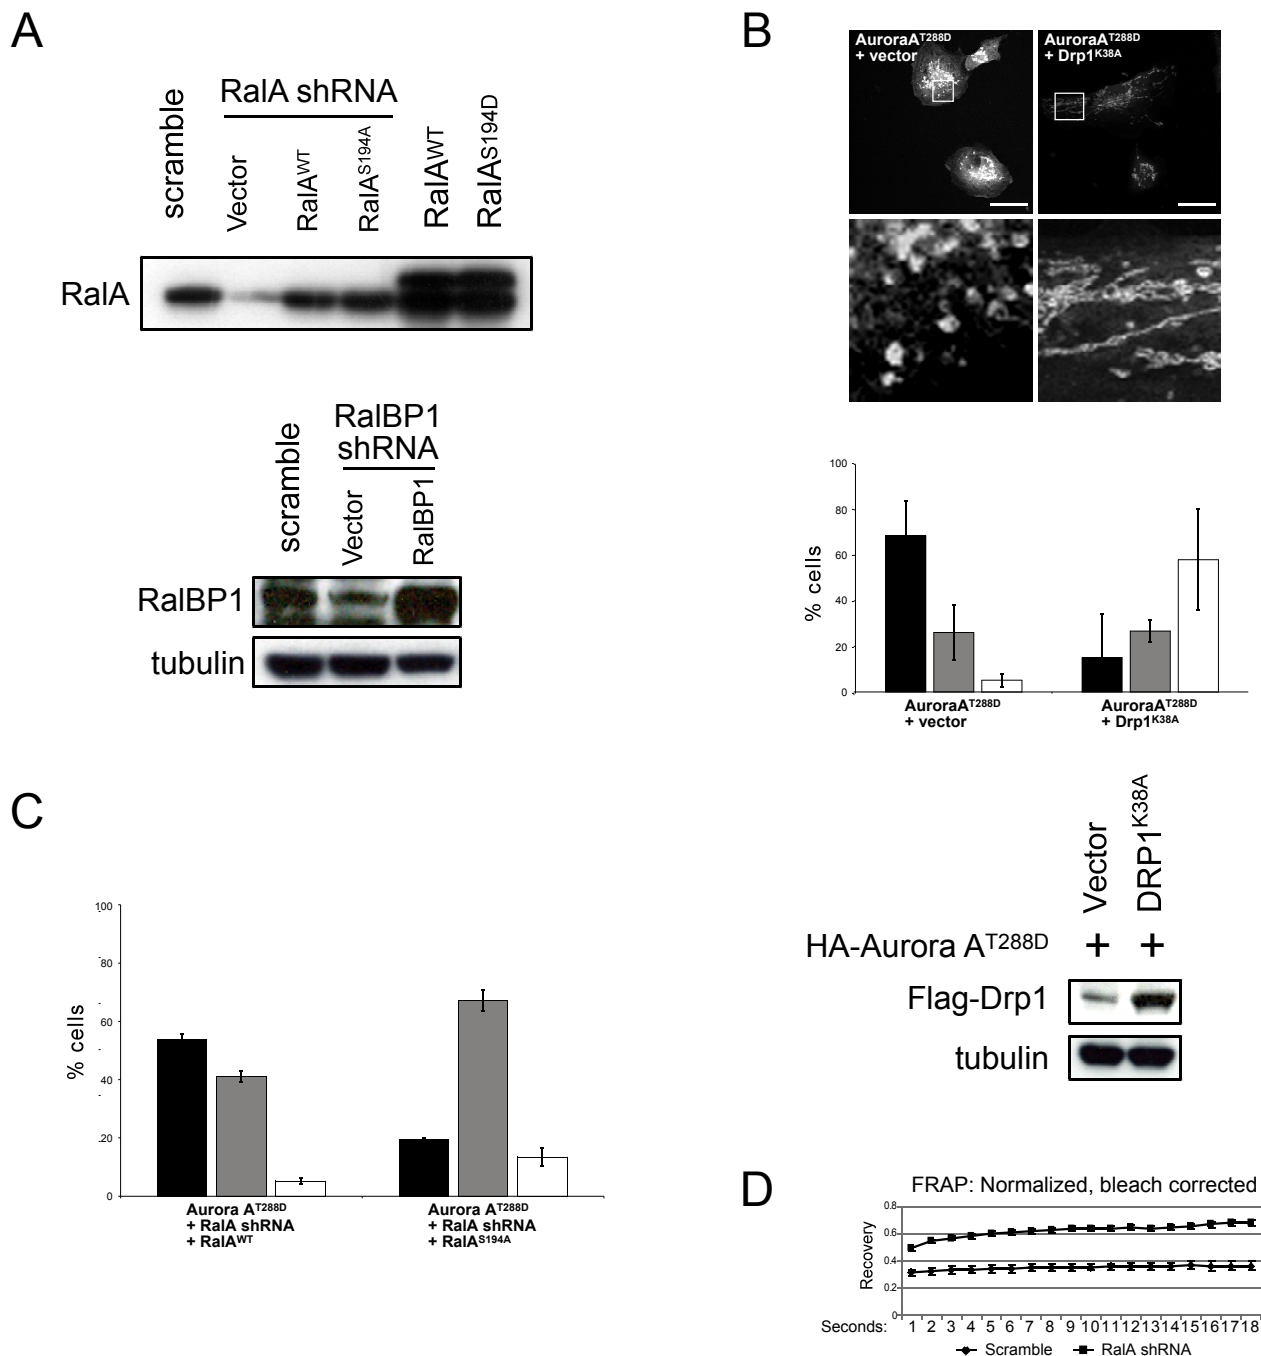 A
scramble
RalA shRNA
Vector
RalA^WT
RalA^S194A
RalA^WT
RalA^S194D
RalA
scramble
RalBP1
shRNA
Vector
RalBP1
RalBP1
tubulin
B
AuroraA^T288D
+ vector
AuroraA^T288D
+ Drp1^K38A
100
80
60
40
20
0
% cells
AuroraA^T288D
+ vector
AuroraA^T288D
+ Drp1^K38A
Vector
DRP1^K38A
HA-Aurora A^T288D + +
Flag-Drp1
tubulin
C
100
80
60
40
20
0
% cells
Aurora A^T288D
+ RalA shRNA
+ RalA^WT
Aurora A^T288D
+ RalA shRNA
+ RalA^S194A
D
FRAP: Normalized, bleach corrected
0.8
0.6
0.4
0.2
0
Recovery
Seconds: 1 2 3 4 5 6 7 8 9 10 11 12 13 14 15 16 17 18
Scramble RalA shRNA